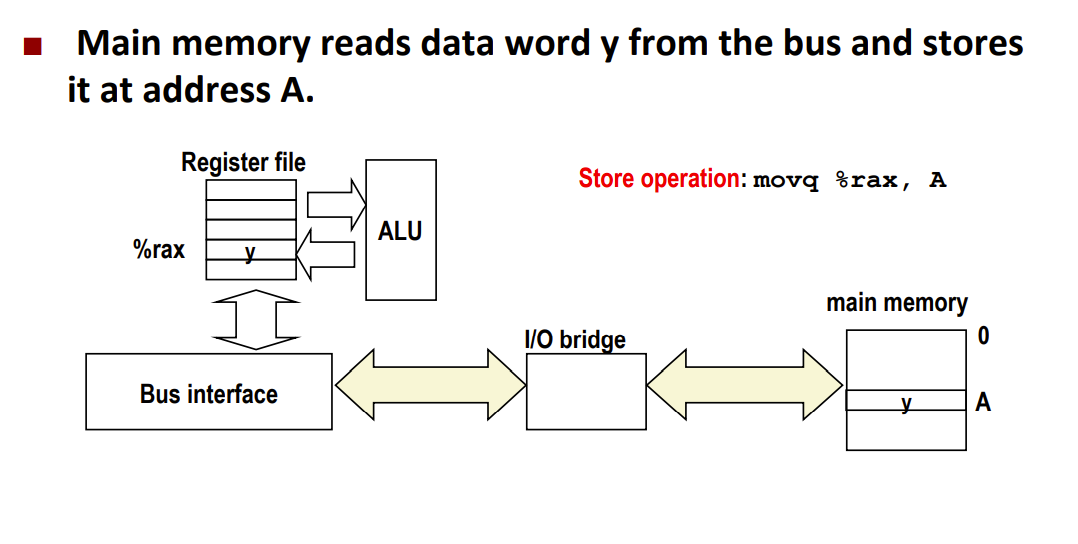 Main memory reads data word y from the bus and stores
it at address A.
Register file
Store operation: movq %rax, A
ALU
%rax
y
main memory
0
I/O bridge
Bus interface
y
A